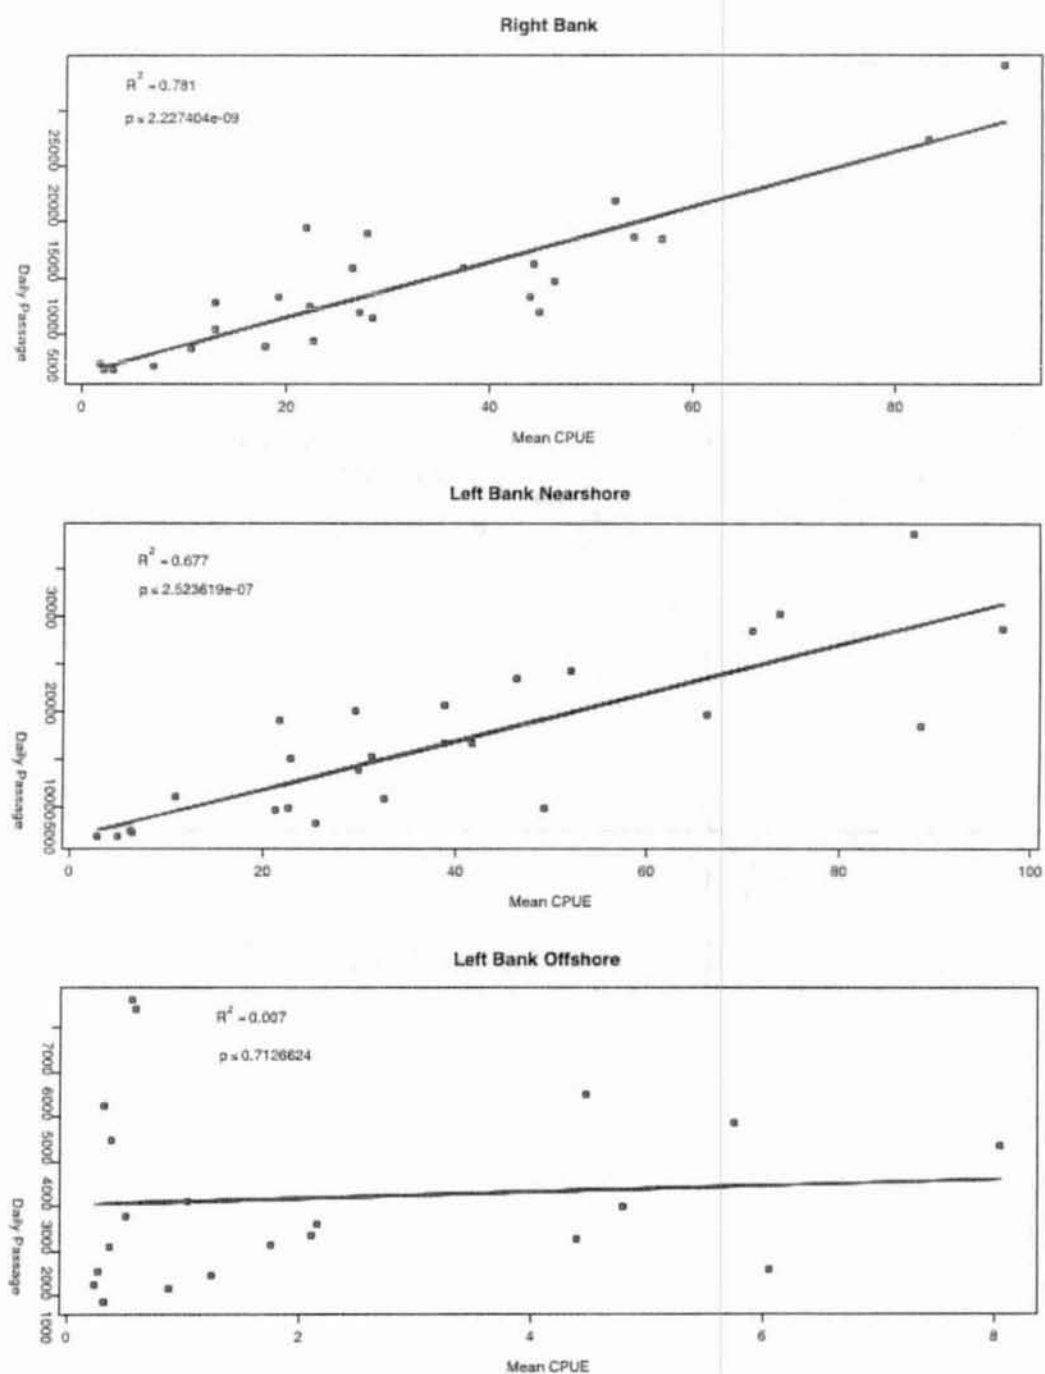 Right Bank
R2 = 0.781
p ≤ 2.227404e-09
25000
20000
15000
10000
5000
Daily Passage
0 20 40 60 80
Mean CPUE
Left Bank Nearshore
R2 = 0.677
p ≤ 2.523619e-07
30000
20000
10000
5000
Daily Passage
0 20 40 60 80 100
Mean CPUE
Left Bank Offshore
R2 = 0.007
p ≤ 0.7126624
7000
6000
5000
4000
3000
2000
1000
Daily Passage
0 2 4 6 8
Mean CPUE